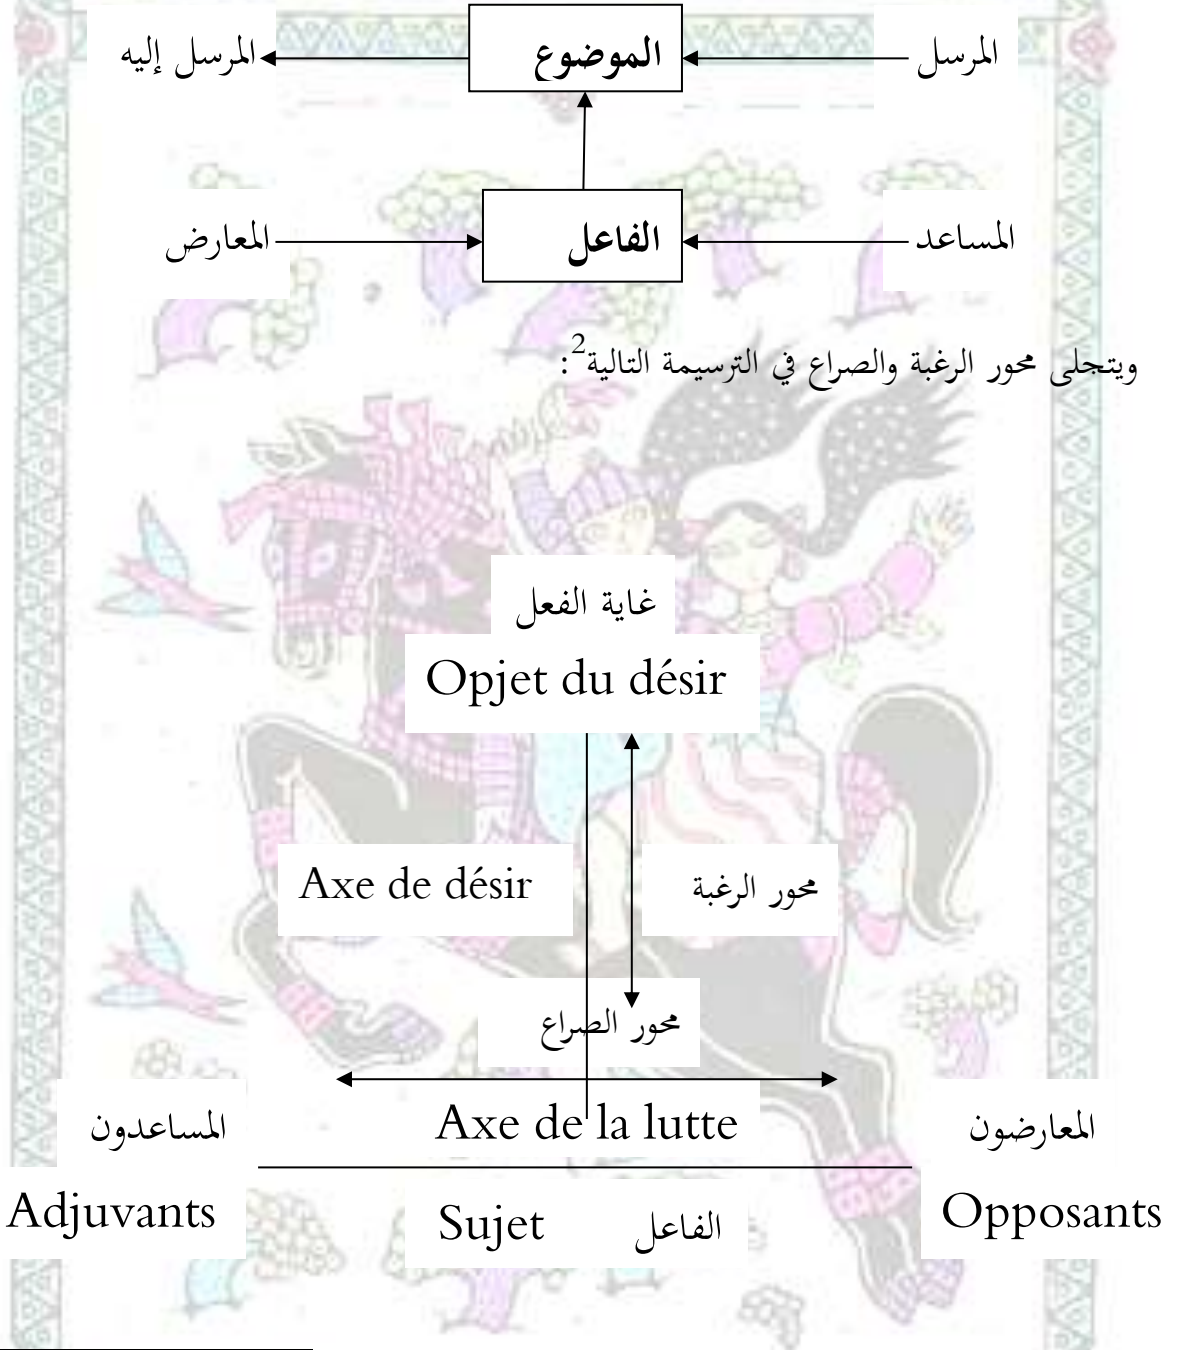 المرسل الموضوع المرسل إليه
المساعد الفاعل المعارض
ويتجلى محور الرغبة والصراع في الترسيمة التالية2:
غاية الفعل
Opjet du désir
Axe de désir محور الرغبة
محور الصراع
المساعدون Axe de la lutte المعارضون
Adjuvants Sujet الفاعل Opposants